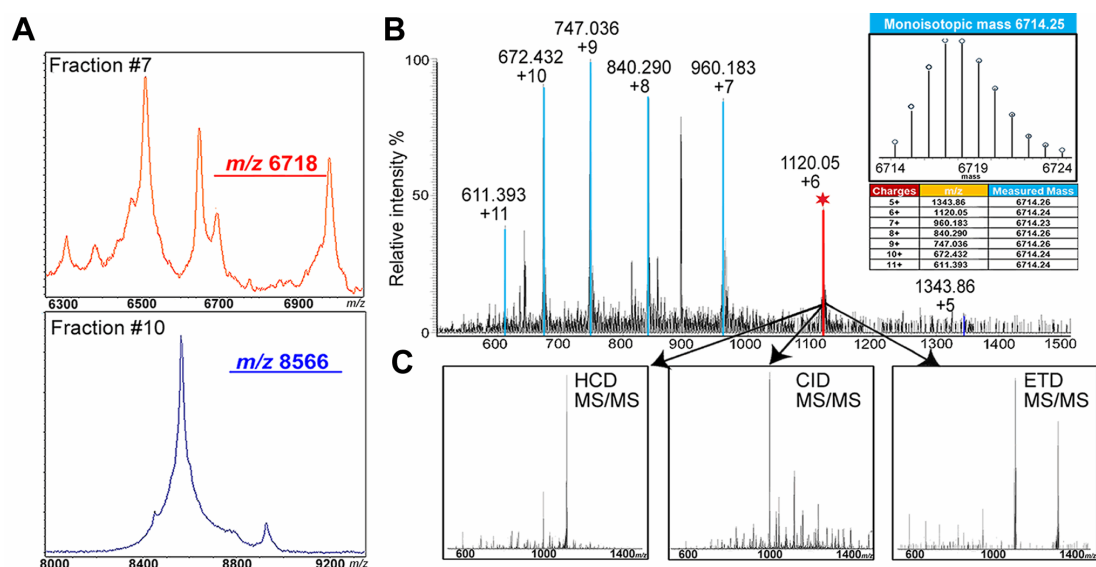 A
Fraction #7
m/z 6718
6300 6500 6700 6900 m/z
Fraction #10
m/z 8566
8000 8400 8800 9200 m/z
B
Relative intensity %
100
50
0
611.393
+11
672.432
+10
747.036
+9
840.290
+8
960.183
+7
1120.05
+6
1343.86
+5
600 700 800 900 1000 1100 1200 1300 1400 1500
Monoisotopic mass 6714.25
6714 6719 6724
mass
Charges m/z Measured Mass
5+ 1343.86 6714.26
6+ 1120.05 6714.24
7+ 960.183 6714.23
8+ 840.290 6714.26
9+ 747.036 6714.26
10+ 672.432 6714.24
11+ 611.393 6714.24
C
HCD
MS/MS
600 1000 1400 m/z
CID
MS/MS
600 1000 1400 m/z
ETD
MS/MS
600 1000 1400 m/z